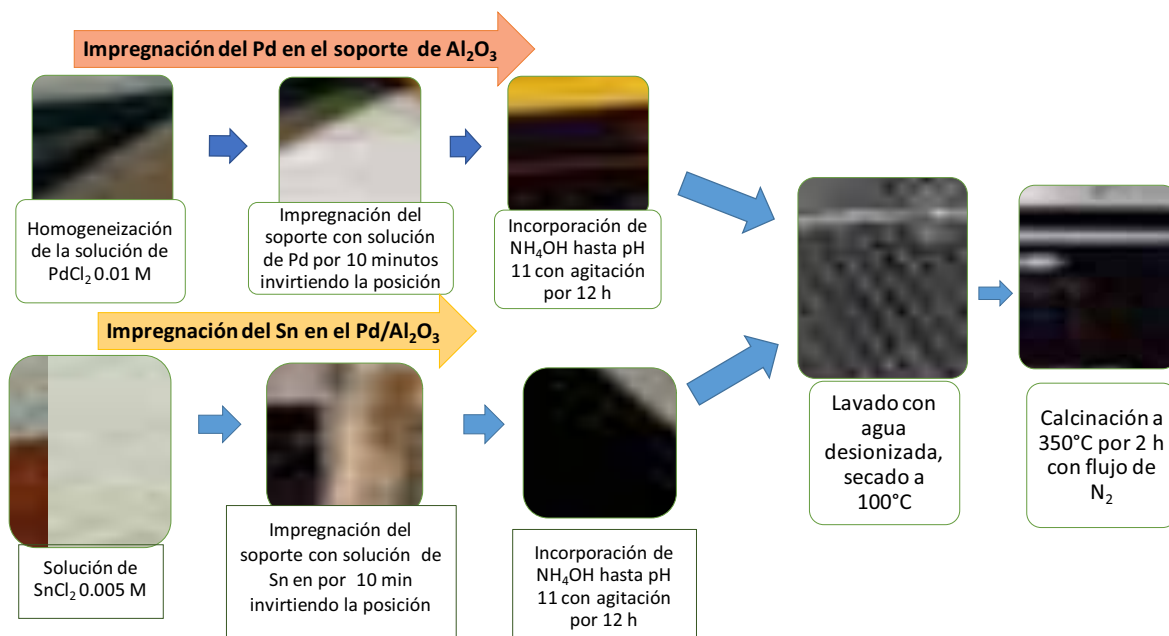 Impregnación del Pd en el soporte de Al₂O₃
Homogeneización
de la solución de
PdCl₂ 0.01 M
Impregnación del
soporte con solución
de Pd por 10 minutos
invirtiendo la posición
Incorporación de
NH₄OH hasta pH
11 con agitación
por 12 h
Impregnación del Sn en el Pd/Al₂O₃
Solución de
SnCl₂ 0.005 M
Impregnación del
soporte con solución de
Sn en por 10 min
invirtiendo la posición
Incorporación de
NH₄OH hasta pH
11 con agitación
por 12 h
Lavado con
agua
desionizada,
secado a
100°C
Calcinación a
350°C por 2 h
con flujo de
N₂